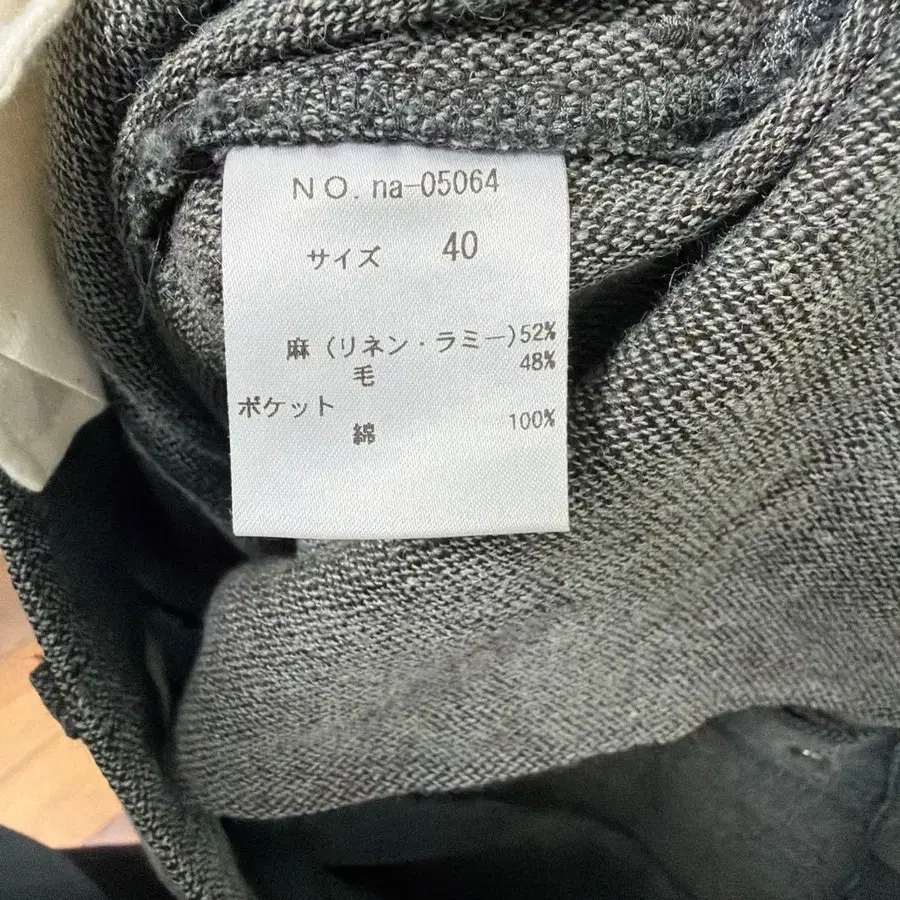 NO. na-05064
サイズ 40
麻（リネン・ラミー）52%
毛 48%
ポケット
綿 100%